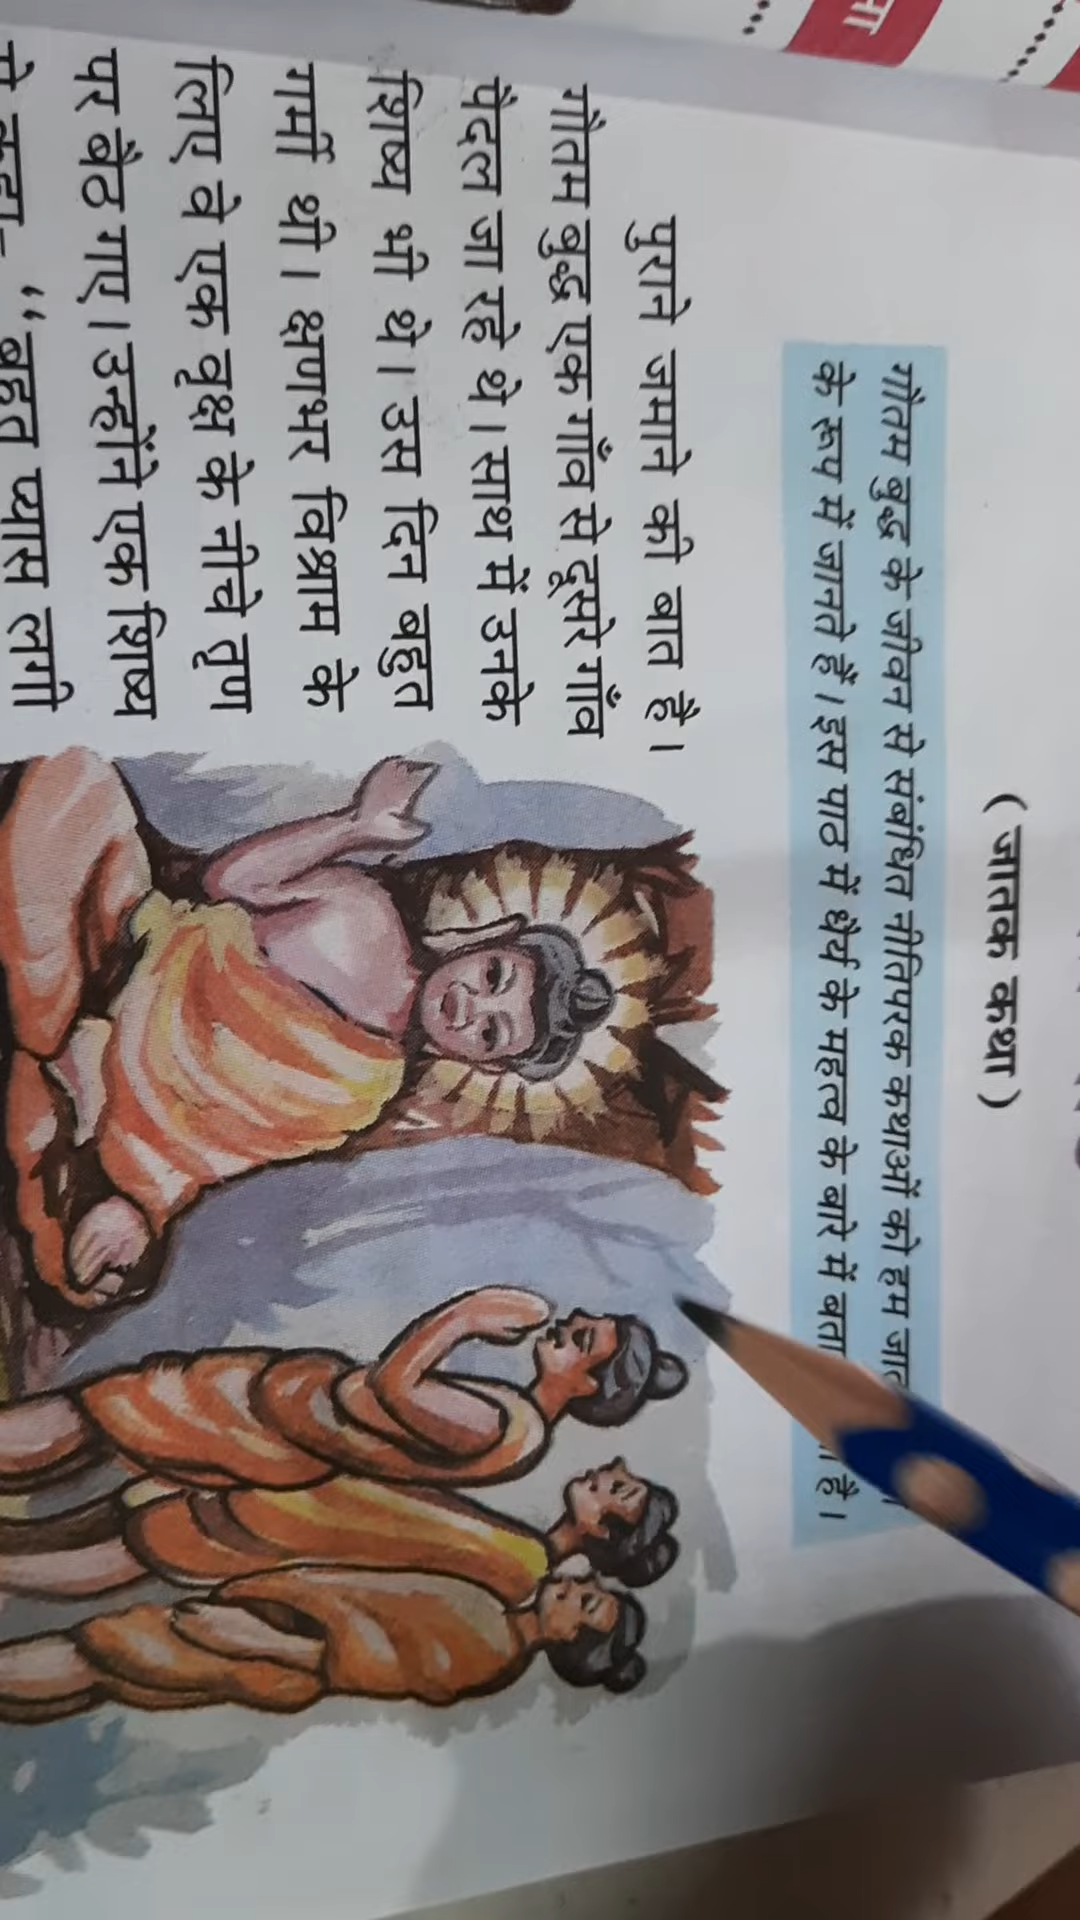 ( जातक कथा )
गौतम बुद्ध के जीवन से संबंधित नीतिपरक कथाओं को हम
के रूप में जानते हैं। इस पाठ में धैर्य के महत्व के बारे में है।
पुराने जमाने की बात है।
गौतम बुद्ध एक गाँव से दूसरे गाँव
पैदल जा रहे थे। साथ में उनके
शिष्य भी थे। उस दिन बहुत
गर्मी थी। क्षणभर विश्राम के
लिए वे एक वृक्ष के नीचे तृण
पर बैठ गए। उन्होंने एक शिष्य
से कहा- “बहुत प्यास लगी